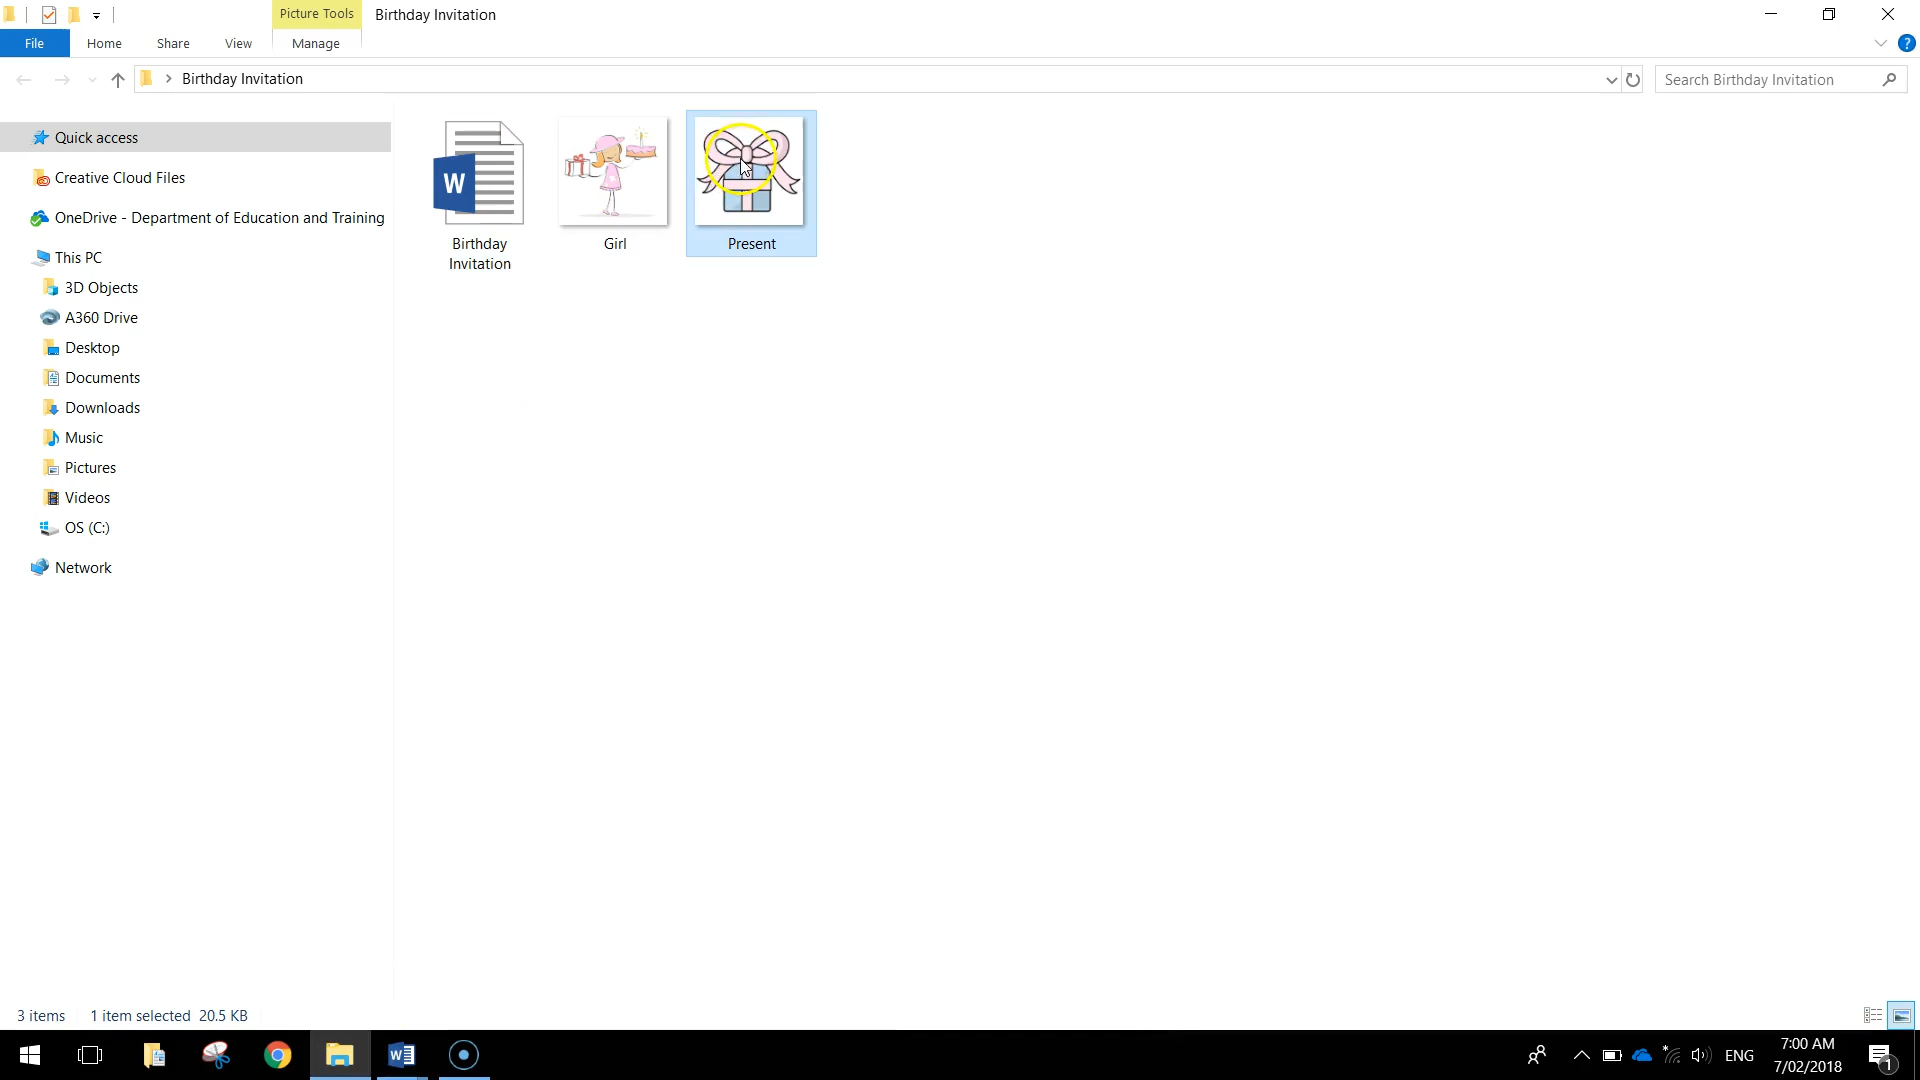 Picture Tools
Birthday Invitation
File
Home
Share
View
Manage
?
Birthday Invitation
Search Birthday Invitation
Quick access
Creative Cloud Files
OneDrive - Department of Education and Training
This PC
3D Objects
A360 Drive
Desktop
Documents
Downloads
Music
Pictures
Videos
OS (C:)
Network
W
Birthday
Invitation
Girl
Present
3 items
1 item selected 20.5 KB
W
ENG
7:00 AM
7/02/2018
1